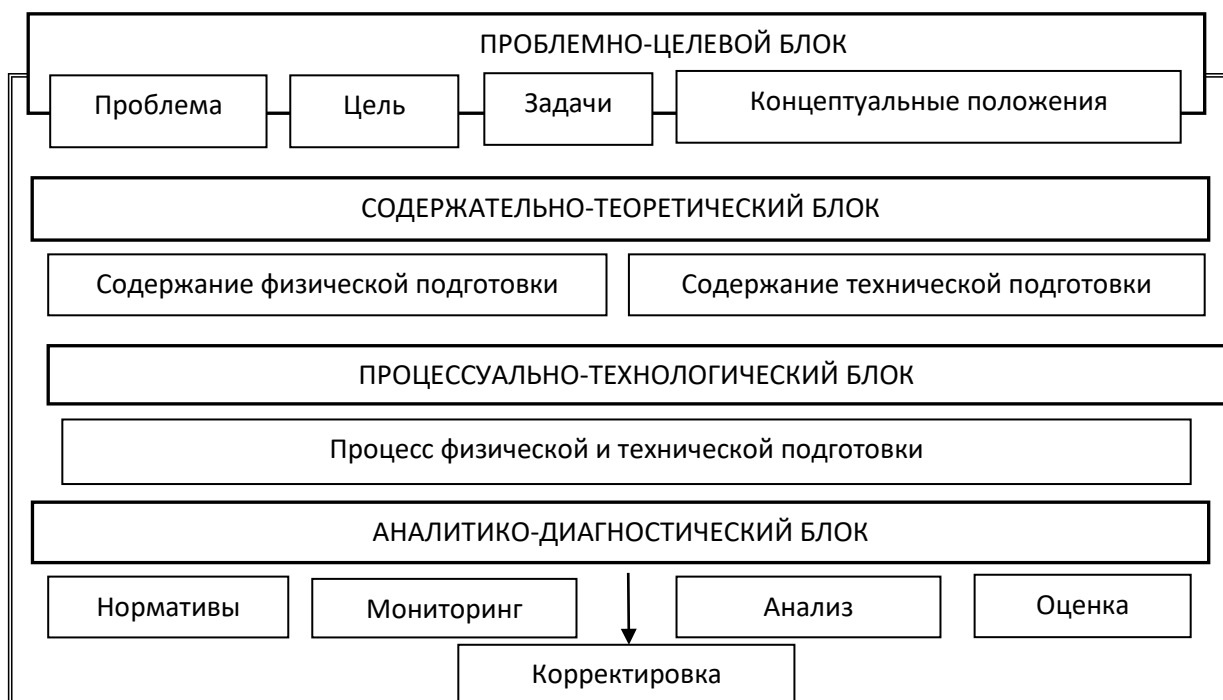 ПРОБЛЕМНО-ЦЕЛЕВОЙ БЛОК
Проблема
Цель
Задачи
Концептуальные положения
СОДЕРЖАТЕЛЬНО-ТЕОРЕТИЧЕСКИЙ БЛОК
Содержание физической подготовки
Содержание технической подготовки
ПРОЦЕССУАЛЬНО-ТЕХНОЛОГИЧЕСКИЙ БЛОК
Процесс физической и технической подготовки
АНАЛИТИКО-ДИАГНОСТИЧЕСКИЙ БЛОК
Нормативы
Мониторинг
Анализ
Оценка
Корректировка